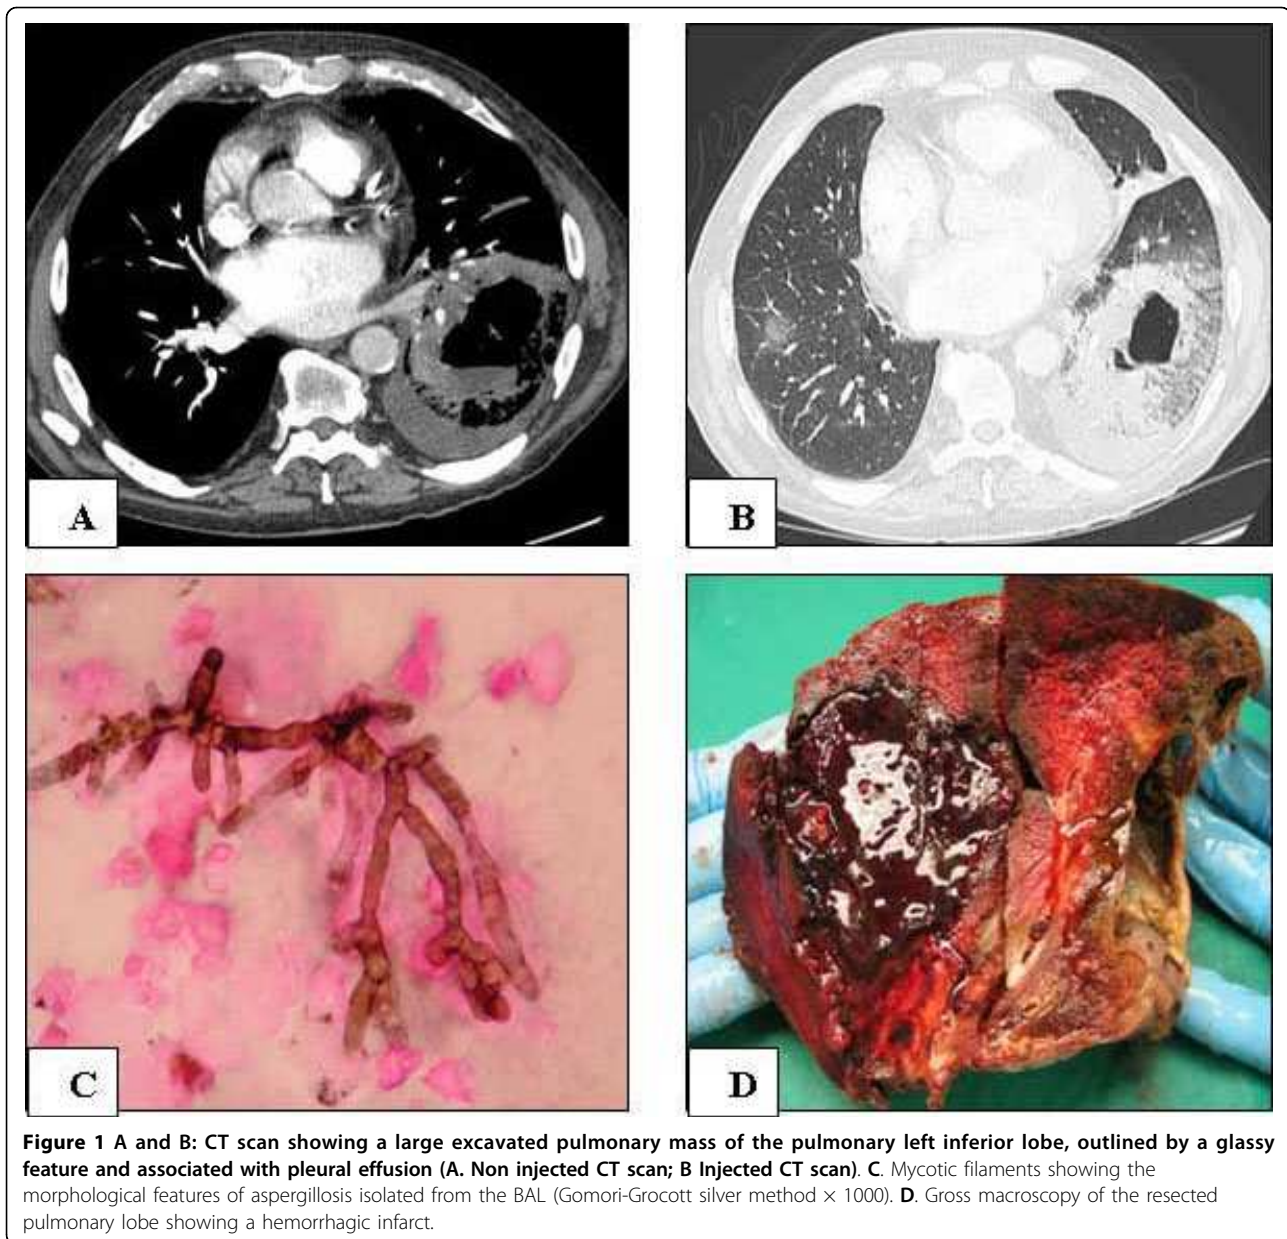 A
B
C
D
Figure 1 A and B: CT scan showing a large excavated pulmonary mass of the pulmonary left inferior lobe, outlined by a glassy
feature and associated with pleural effusion (A. Non injected CT scan; B Injected CT scan). C. Mycotic filaments showing the
morphological features of aspergillosis isolated from the BAL (Gomori-Grocott silver method × 1000). D. Gross macroscopy of the resected
pulmonary lobe showing a hemorrhagic infarct.